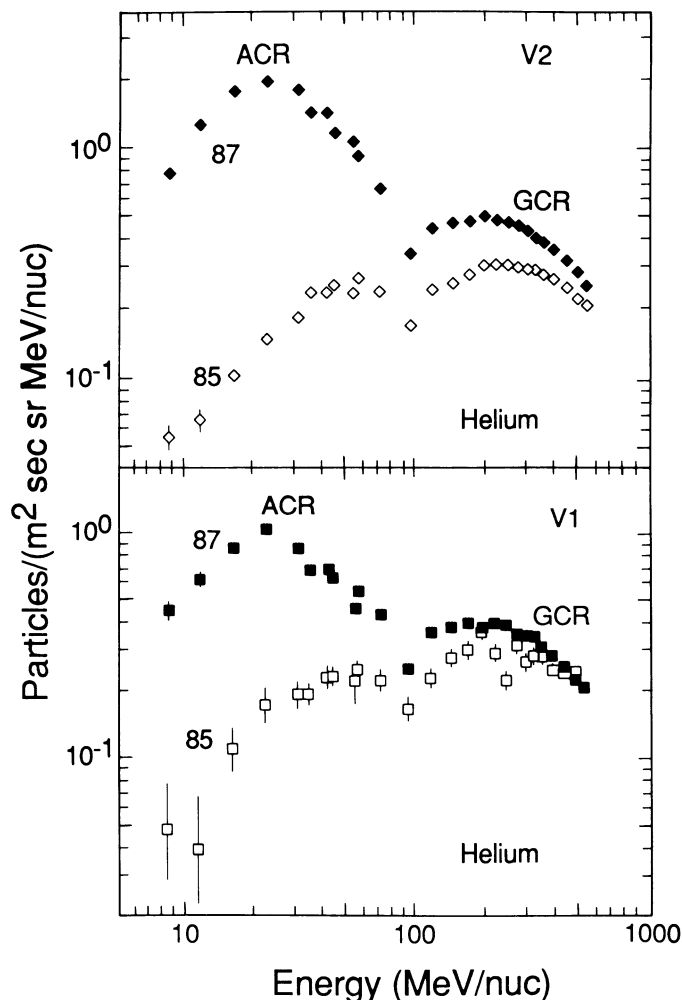 ACR
V2
10⁰
87
GCR
85
10⁻¹
Helium
Particles/(m² sec sr MeV/nuc)
ACR
V1
10⁰
87
GCR
85
10⁻¹
Helium
10
100
1000
Energy (MeV/nuc)